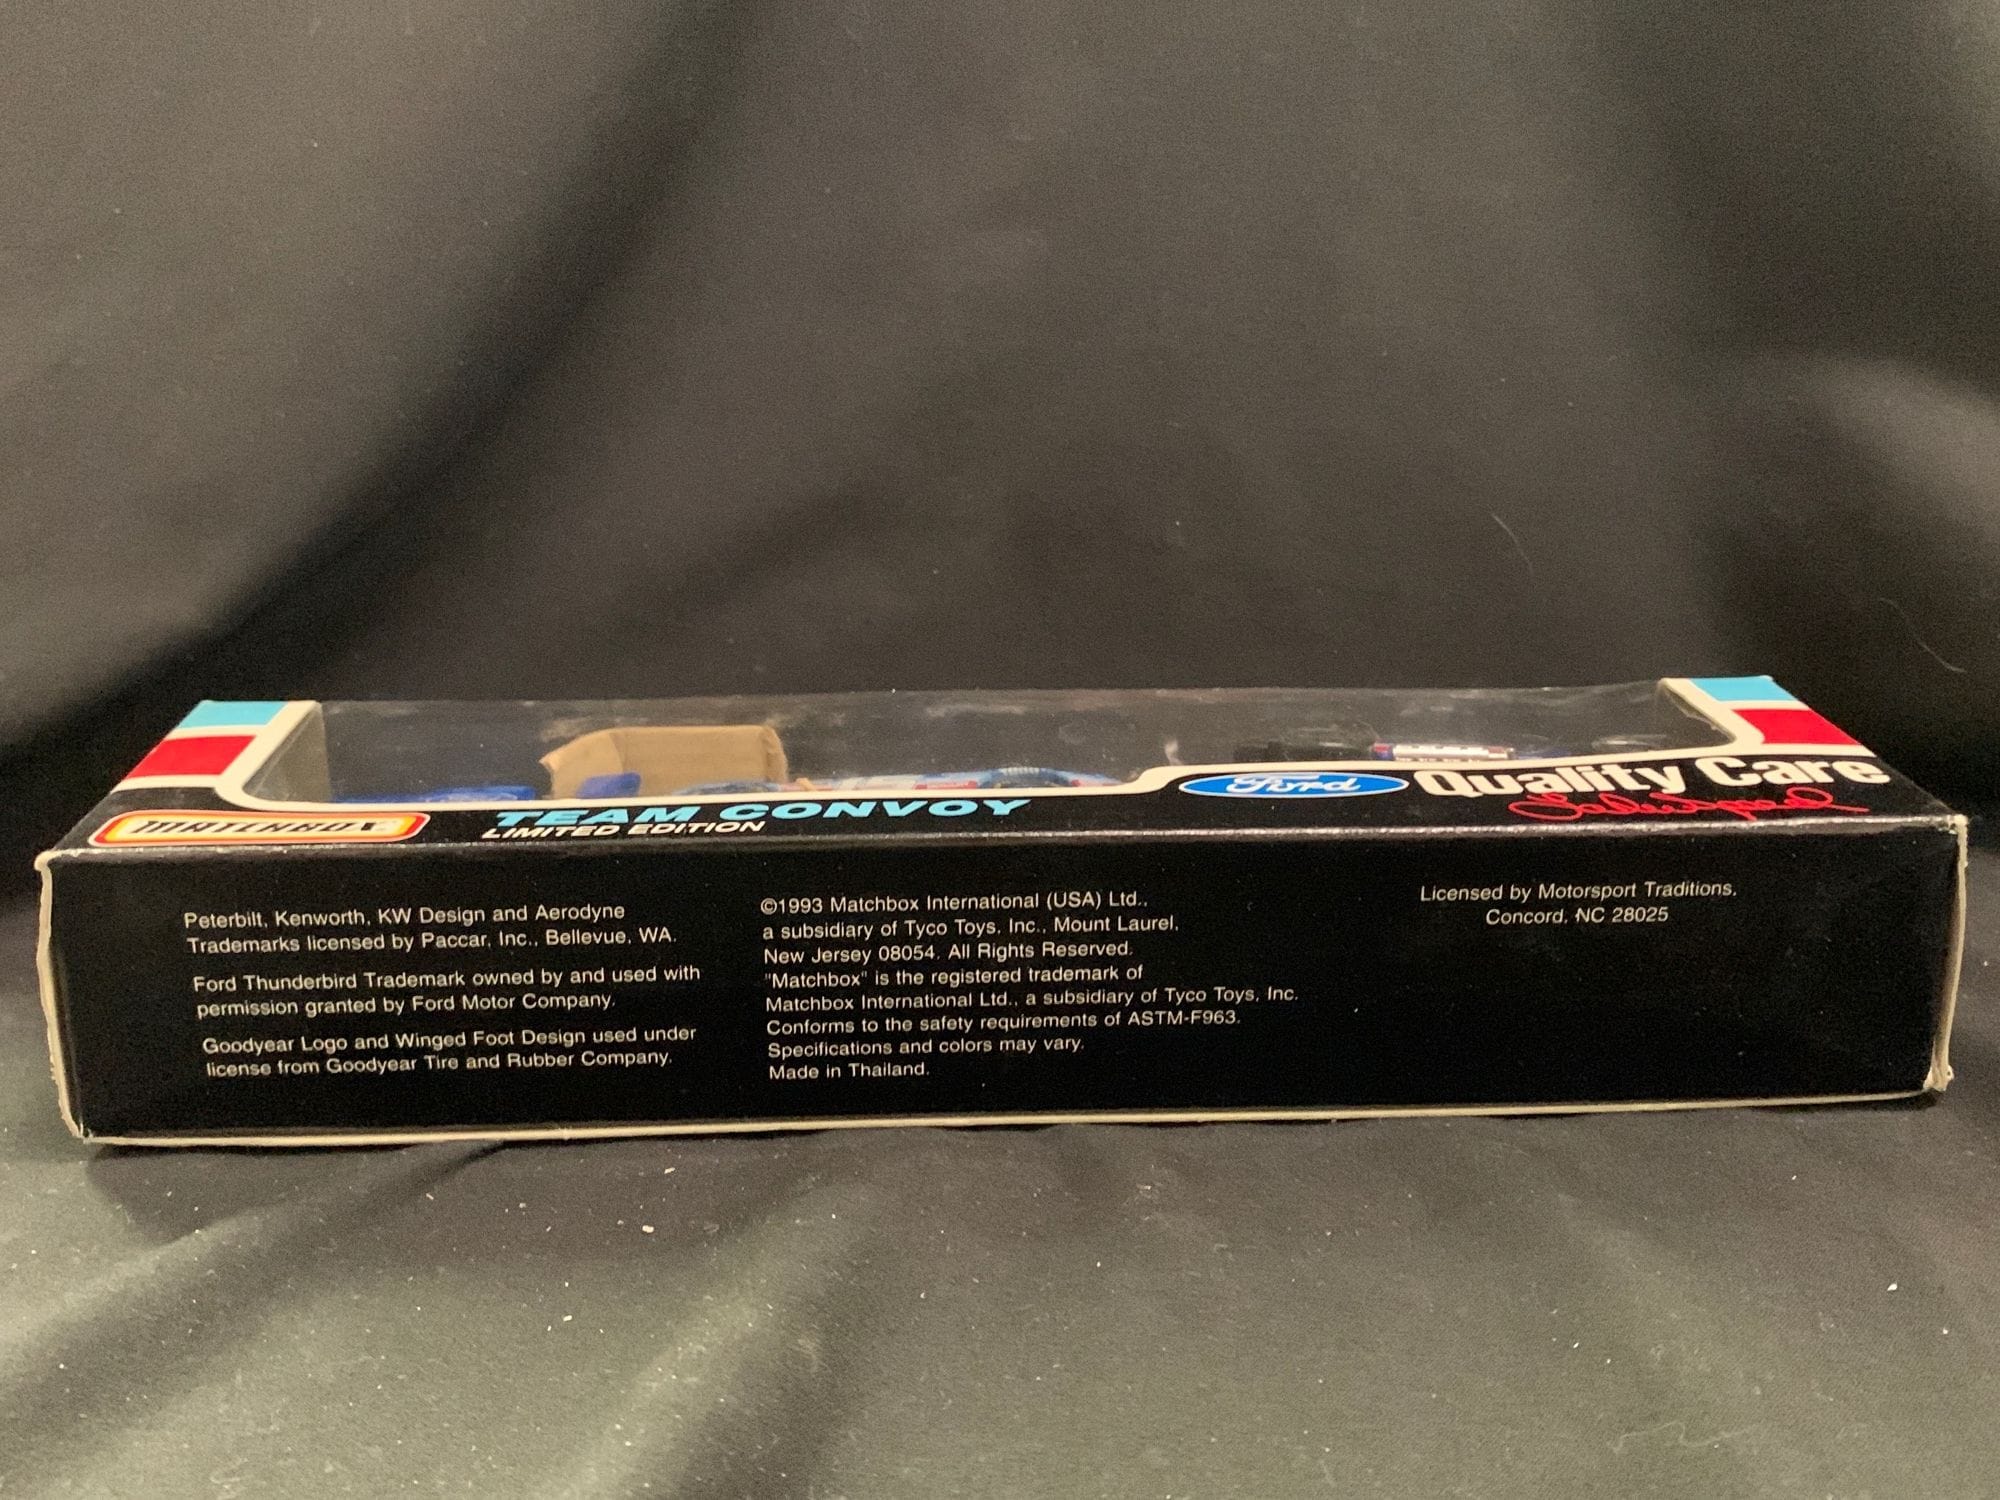 MATCHBOX
TEAM CONVOY
LIMITED EDITION
Ford Quality Care
Lake Speed
Peterbilt, Kenworth, KW Design and Aerodyne
Trademarks licensed by Paccar, Inc., Bellevue, WA.
Ford Thunderbird Trademark owned by and used with
permission granted by Ford Motor Company.
Goodyear Logo and Winged Foot Design used under
license from Goodyear Tire and Rubber Company.
©1993 Matchbox International (USA) Ltd.,
a subsidiary of Tyco Toys, Inc., Mount Laurel,
New Jersey 08054. All Rights Reserved.
"Matchbox" is the registered trademark of
Matchbox International Ltd., a subsidiary of Tyco Toys, Inc.
Conforms to the safety requirements of ASTM-F963.
Specifications and colors may vary.
Made in Thailand.
Licensed by Motorsport Traditions,
Concord, NC 28025